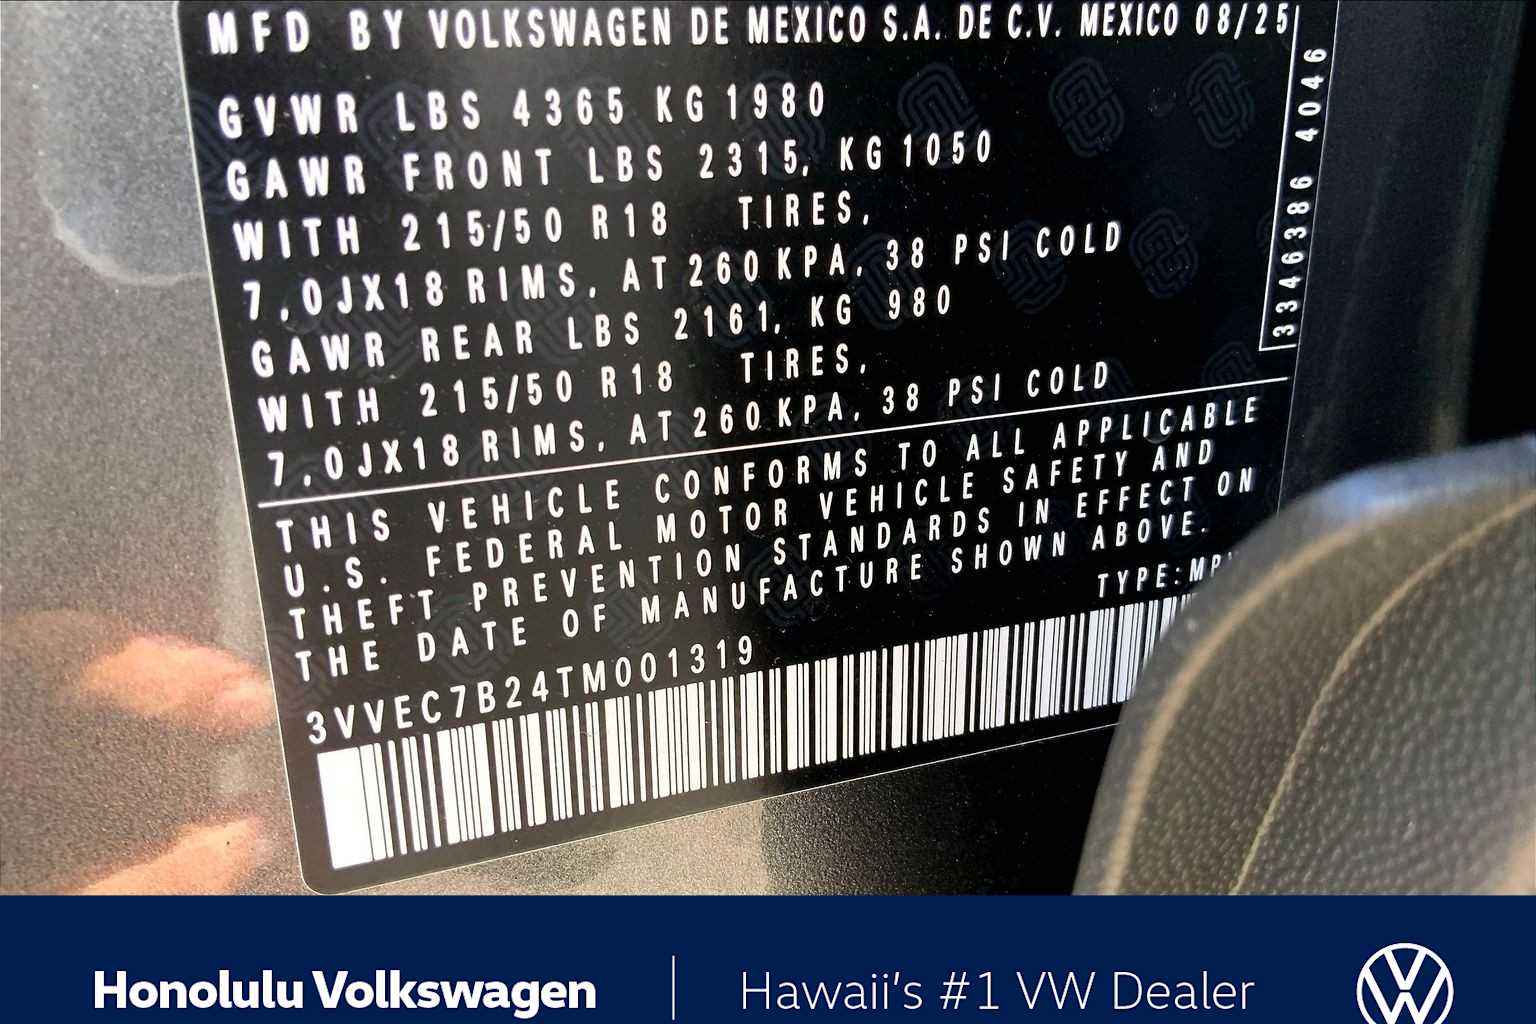 MFD BY VOLKSWAGEN DE MEXICO S.A. DE C.V. MEXICO 08/25
GVWR LBS 4365 KG 1980
GAWR FRONT LBS 2315, KG 1050
WITH 215/50 R18 TIRES,
7.0JX18 RIMS, AT 260 KPA, 38 PSI COLD
GAWR REAR LBS 2161, KG 980
WITH 215/50 R18 TIRES,
7.0JX18 RIMS, AT 260 KPA, 38 PSI COLD
3346386 4046
THIS VEHICLE CONFORMS TO ALL APPLICABLE
U.S. FEDERAL MOTOR VEHICLE SAFETY AND
THEFT PREVENTION STANDARDS IN EFFECT ON
THE DATE OF MANUFACTURE SHOWN ABOVE.
TYPE:
3VVEC7B24TM001319
Honolulu Volkswagen | Hawaii's #1 VW Dealer